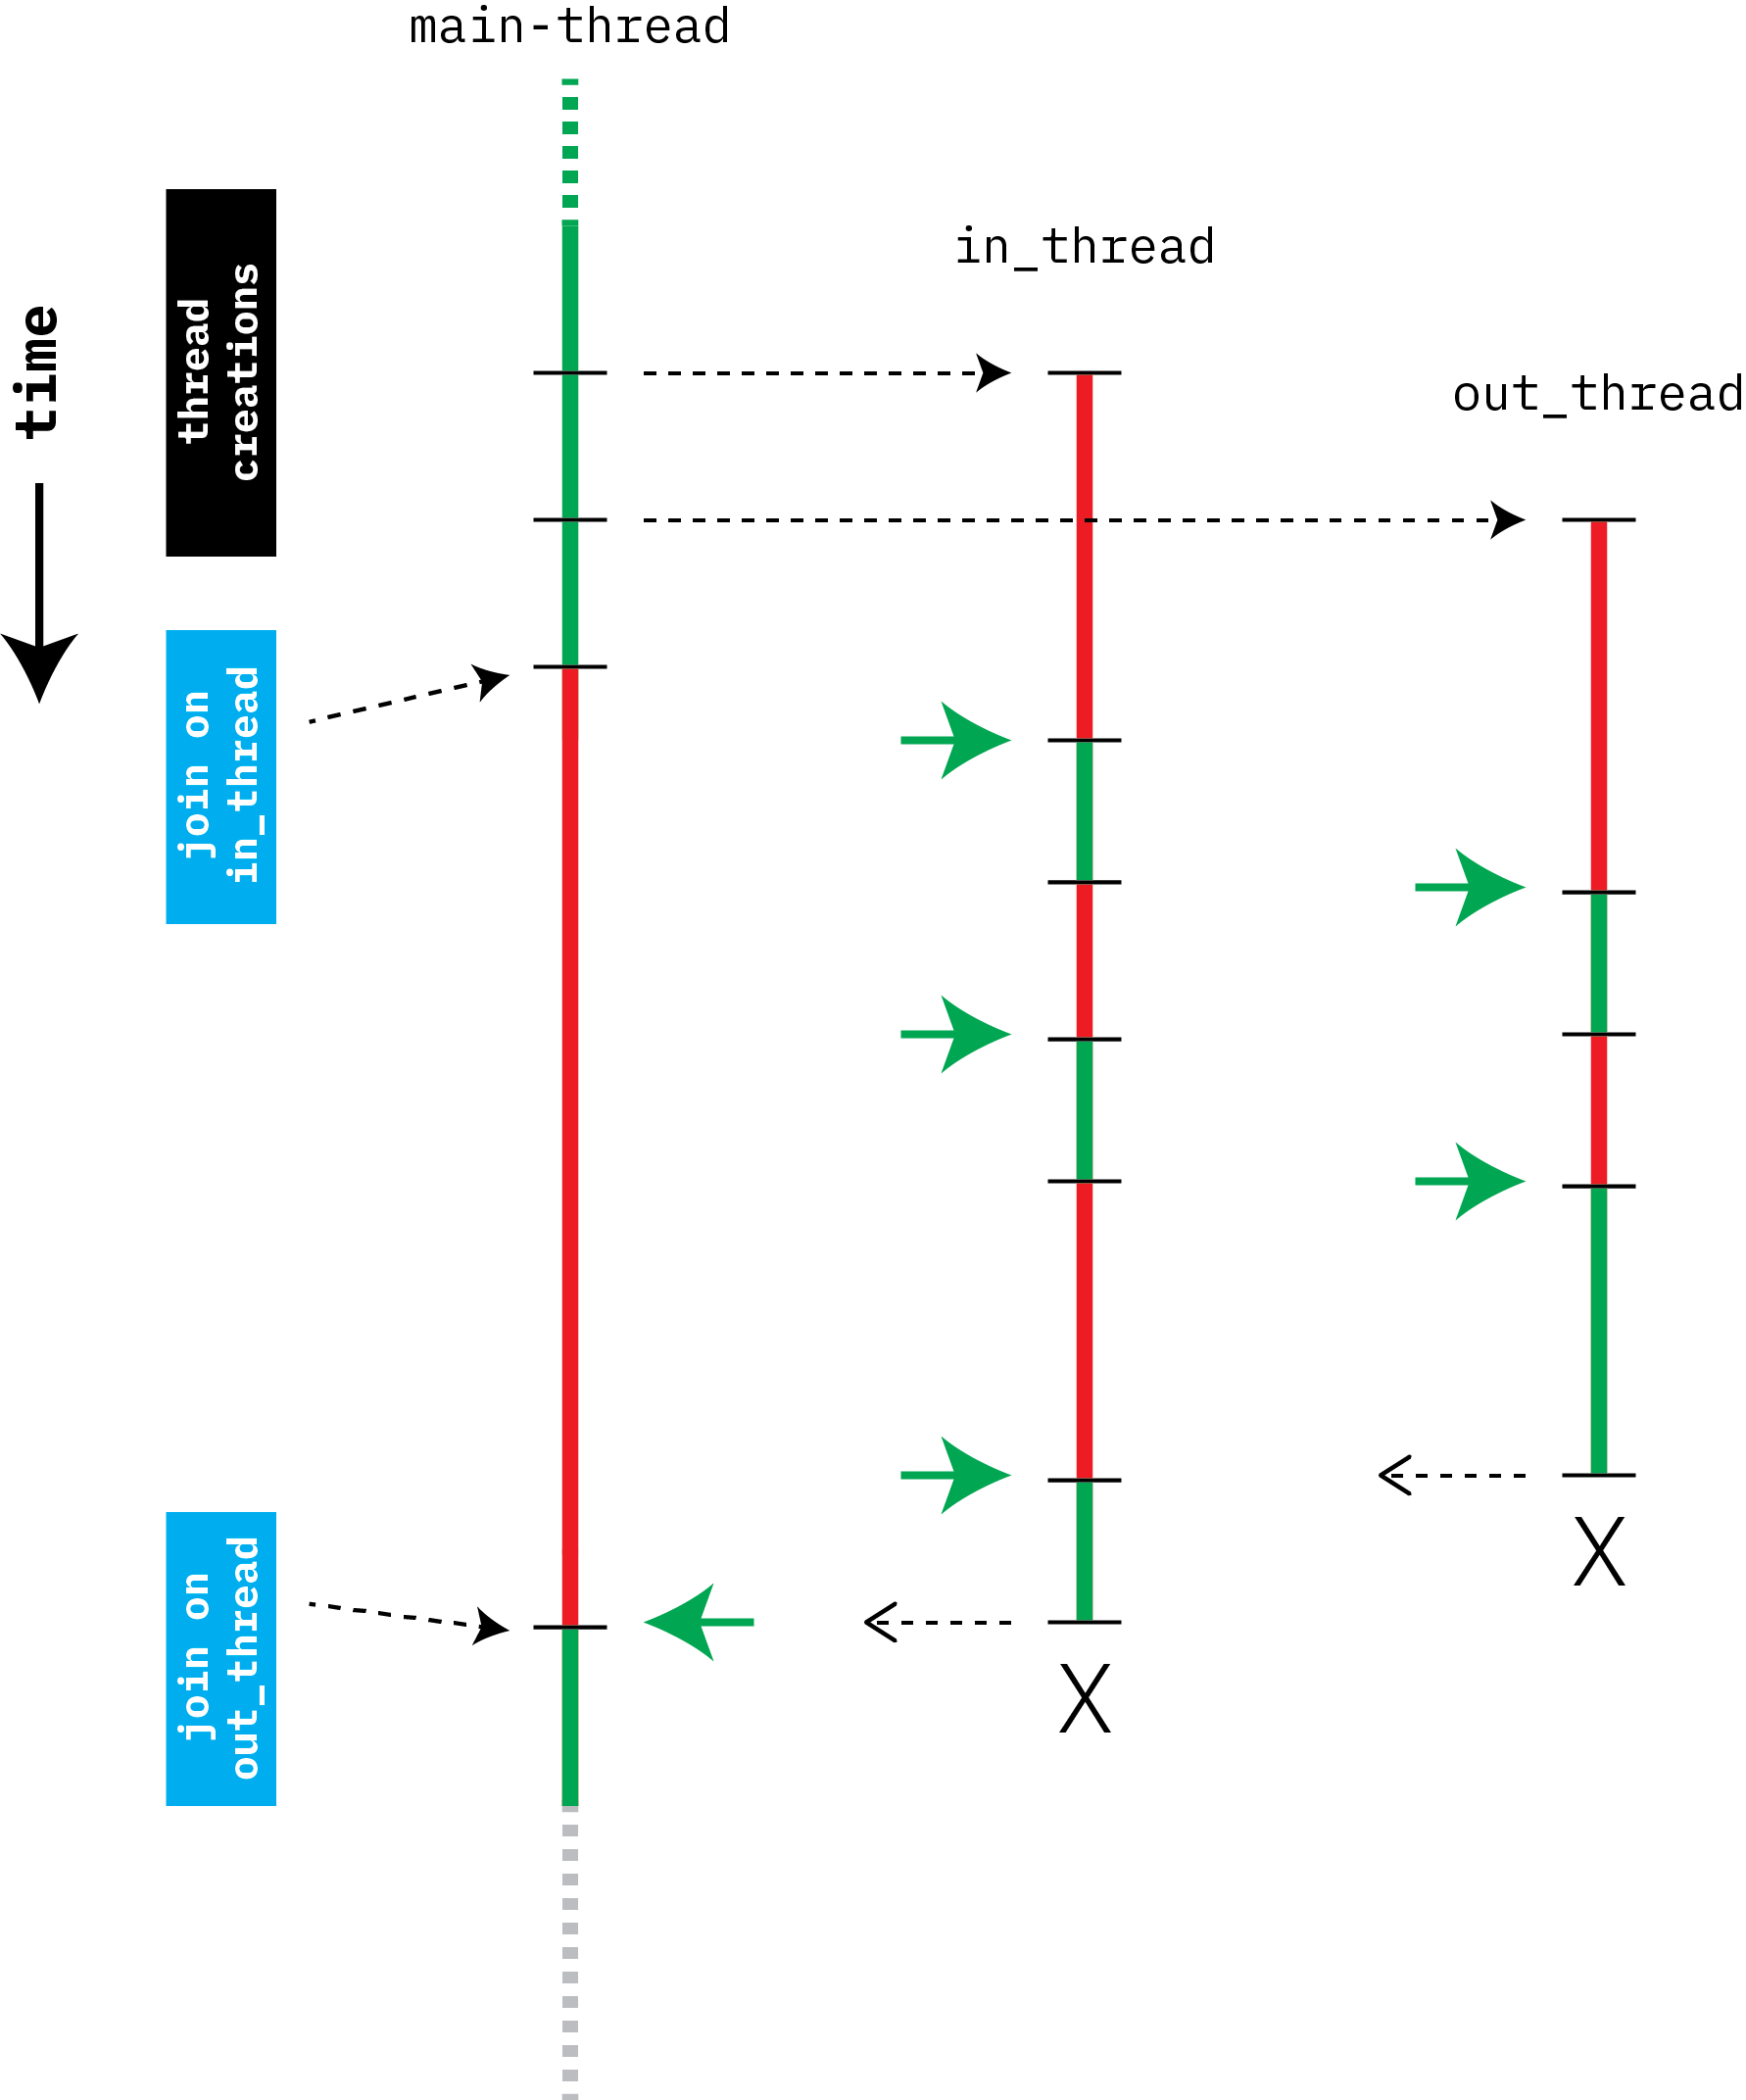 main-thread
in_thread
out_thread
time
thread
creations
join on
in_thread
join on
out_thread
X
X